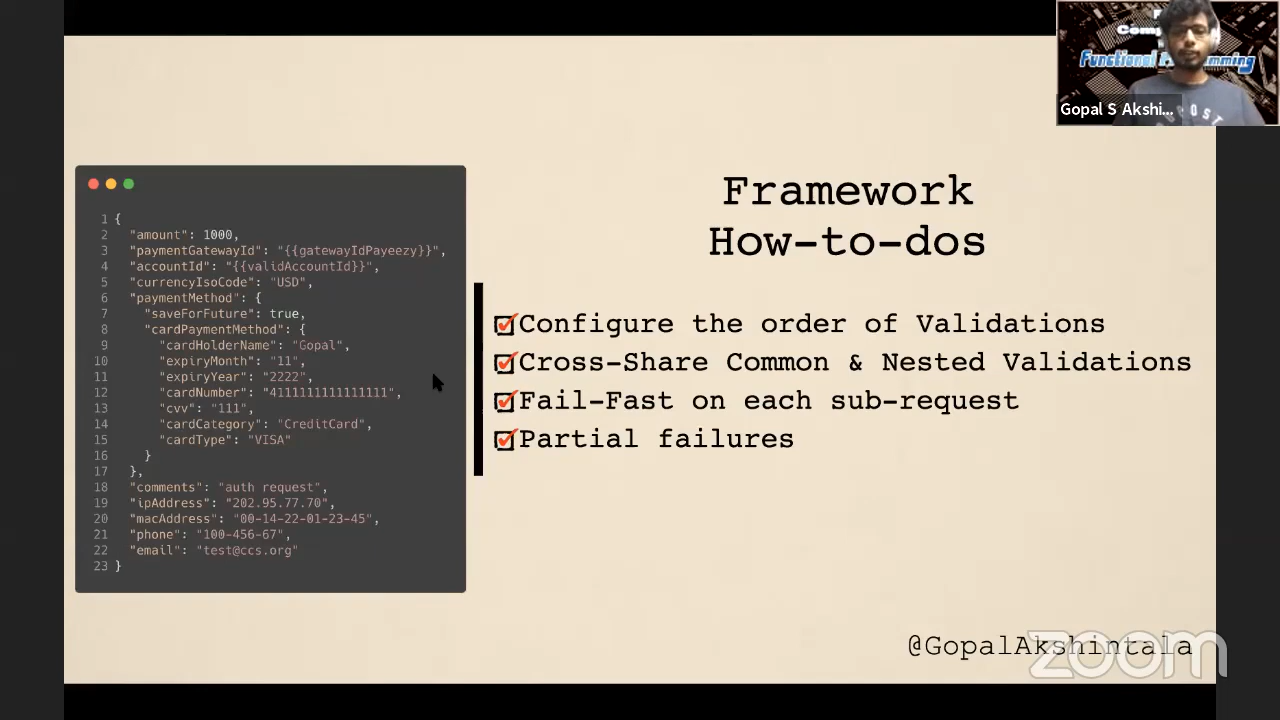 Functional
Gopal S Akshi...
{
"amount": 1000,
"paymentGatewayId": "{{gatewayIdPayeezy}}",
"accountId": "{{validAccountId}}",
"currencyIsoCode": "USD",
"paymentMethod": {
"saveForFuture": true,
"cardPaymentMethod": {
"cardHolderName": "Gopal",
"expiryMonth": "11",
"expiryYear": "2222",
"cardNumber": "4111111111111111",
"cvv": "111",
"cardCategory": "CreditCard",
"cardType": "VISA"
}
},
"comments": "auth request",
"ipAddress": "202.95.77.70",
"macAddress": "00-14-22-01-23-45",
"phone": "100-456-67",
"email": "test@ccs.org"
}
1
2
3
4
5
6
7
8
9
10
11
12
13
14
15
16
17
18
19
20
21
22
23
Framework
How-to-dos
Configure the order of Validations
Cross-Share Common & Nested Validations
Fail-Fast on each sub-request
Partial failures
@GopalAkshintala
zoom